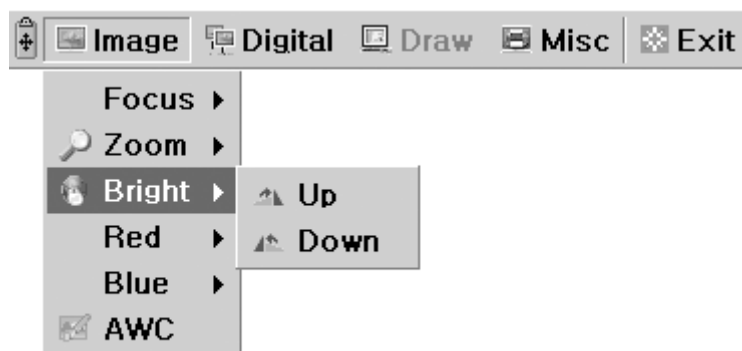 Image Digital Draw Misc Exit
Focus
Zoom
Bright
Up
Red
Down
Blue
AWC